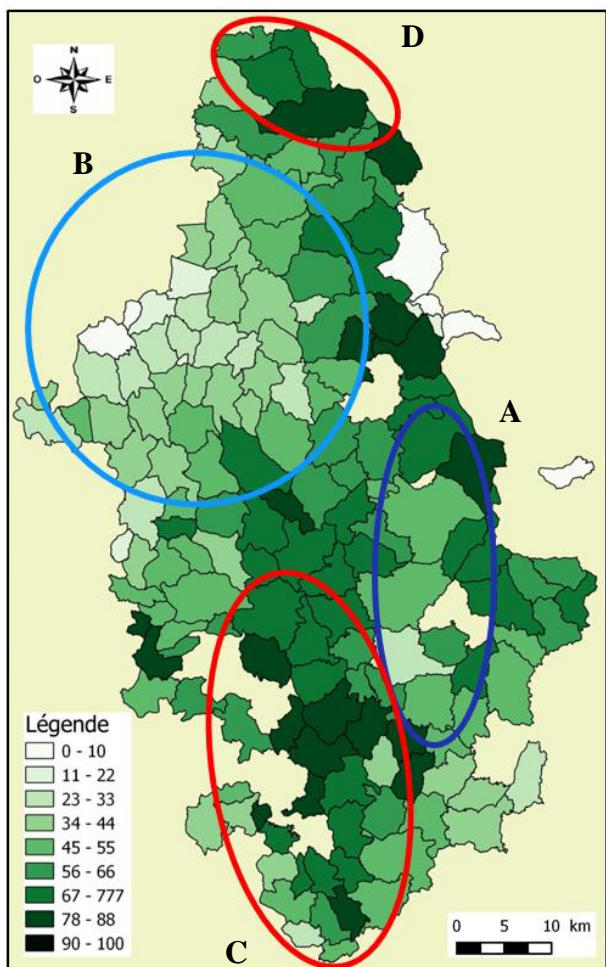 D
N
O E
S
B
A
Légende
0 - 10
11 - 22
23 - 33
34 - 44
45 - 55
56 - 66
67 - 777
78 - 88
90 - 100
0 5 10 km
C